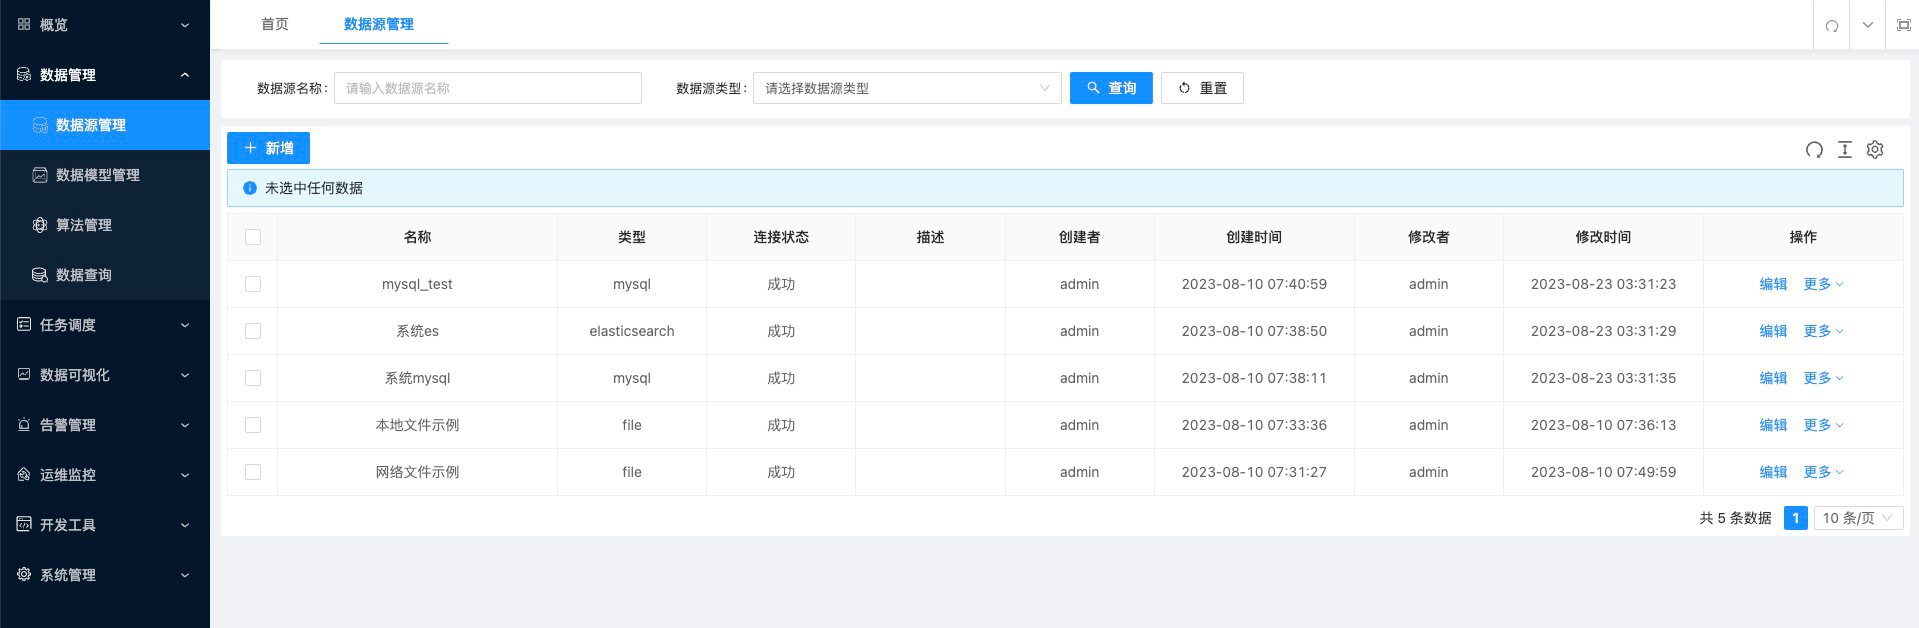 概览
数据管理
数据源管理
数据模型管理
算法管理
数据查询
任务调度
数据可视化
告警管理
运维监控
开发工具
系统管理
首页 数据源管理
数据源名称: 请输入数据源名称 数据源类型: 请选择数据源类型 查询 重置
新增
未选中任何数据
名称 类型 连接状态 描述 创建者 创建时间 修改者 修改时间 操作
mysql_test mysql 成功 admin 2023-08-10 07:40:59 admin 2023-08-23 03:31:23 编辑 更多
系统es elasticsearch 成功 admin 2023-08-10 07:38:50 admin 2023-08-23 03:31:29 编辑 更多
系统mysql mysql 成功 admin 2023-08-10 07:38:11 admin 2023-08-23 03:31:35 编辑 更多
本地文件示例 file 成功 admin 2023-08-10 07:33:36 admin 2023-08-10 07:36:13 编辑 更多
网络文件示例 file 成功 admin 2023-08-10 07:31:27 admin 2023-08-10 07:49:59 编辑 更多
共 5 条数据 1 10 条/页